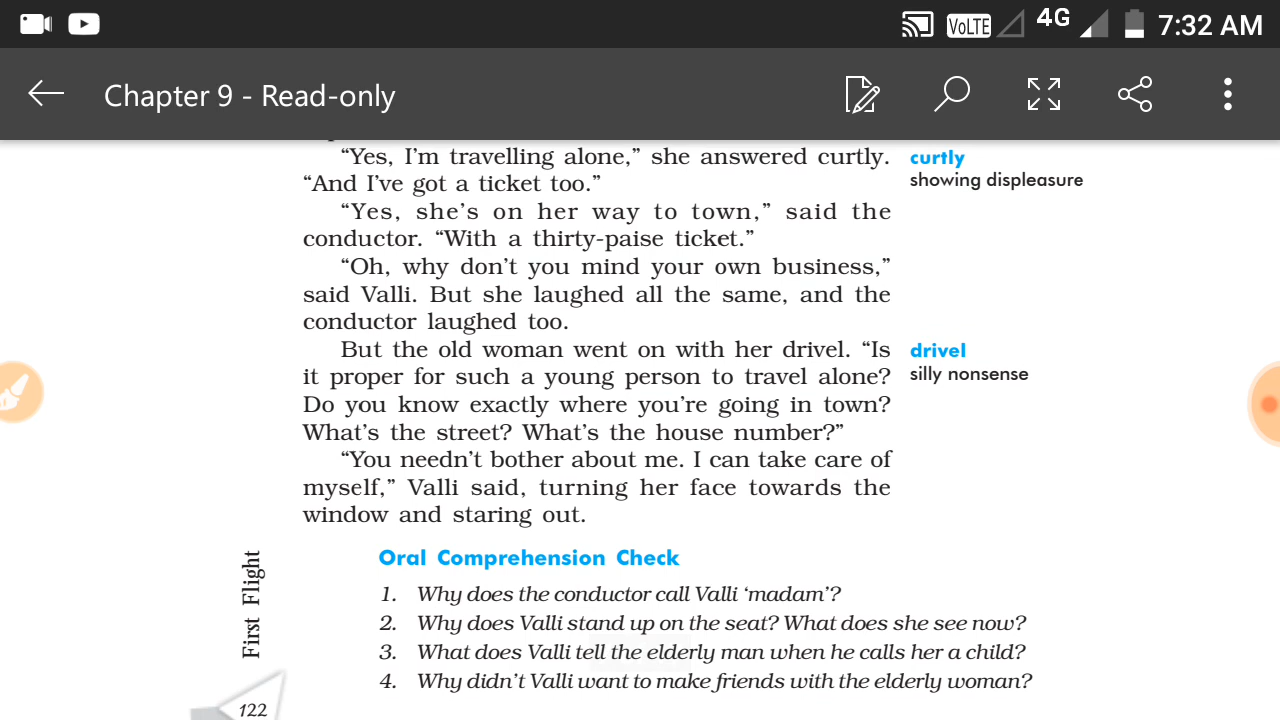 VoLTE 4G 7:32 AM
Chapter 9 - Read-only
“Yes, I’m travelling alone,” she answered curtly.
“And I’ve got a ticket too.”
curtly
showing displeasure
“Yes, she’s on her way to town,” said the
conductor. “With a thirty-paise ticket.”
“Oh, why don’t you mind your own business,”
said Valli. But she laughed all the same, and the
conductor laughed too.
But the old woman went on with her drivel. “Is
it proper for such a young person to travel alone?
Do you know exactly where you’re going in town?
What’s the street? What’s the house number?”
drivel
silly nonsense
“You needn’t bother about me. I can take care of
myself,” Valli said, turning her face towards the
window and staring out.
Oral Comprehension Check
1. Why does the conductor call Valli ‘madam’?
2. Why does Valli stand up on the seat? What does she see now?
3. What does Valli tell the elderly man when he calls her a child?
4. Why didn’t Valli want to make friends with the elderly woman?
First Flight
122